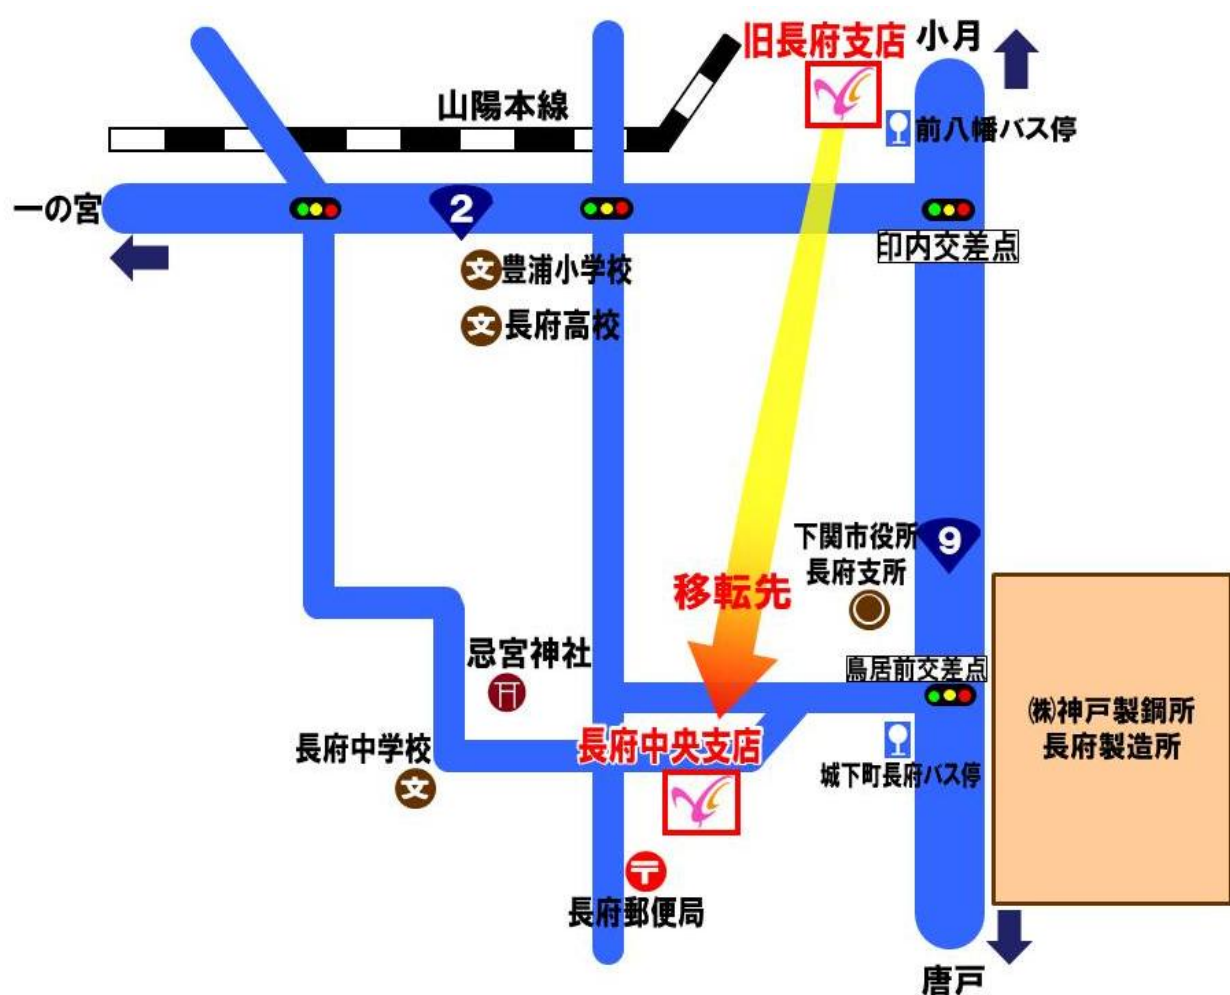 旧長府支店
小月
山陽本線
前八幡バス停
一の宮
2
印内交差点
豊浦小学校
長府高校
下関市役所
長府支所
9
移転先
忌宮神社
鳥居前交差点
㈱神戸製鋼所
長府製造所
長府中学校
長府中央支店
城下町長府バス停
長府郵便局
唐戸